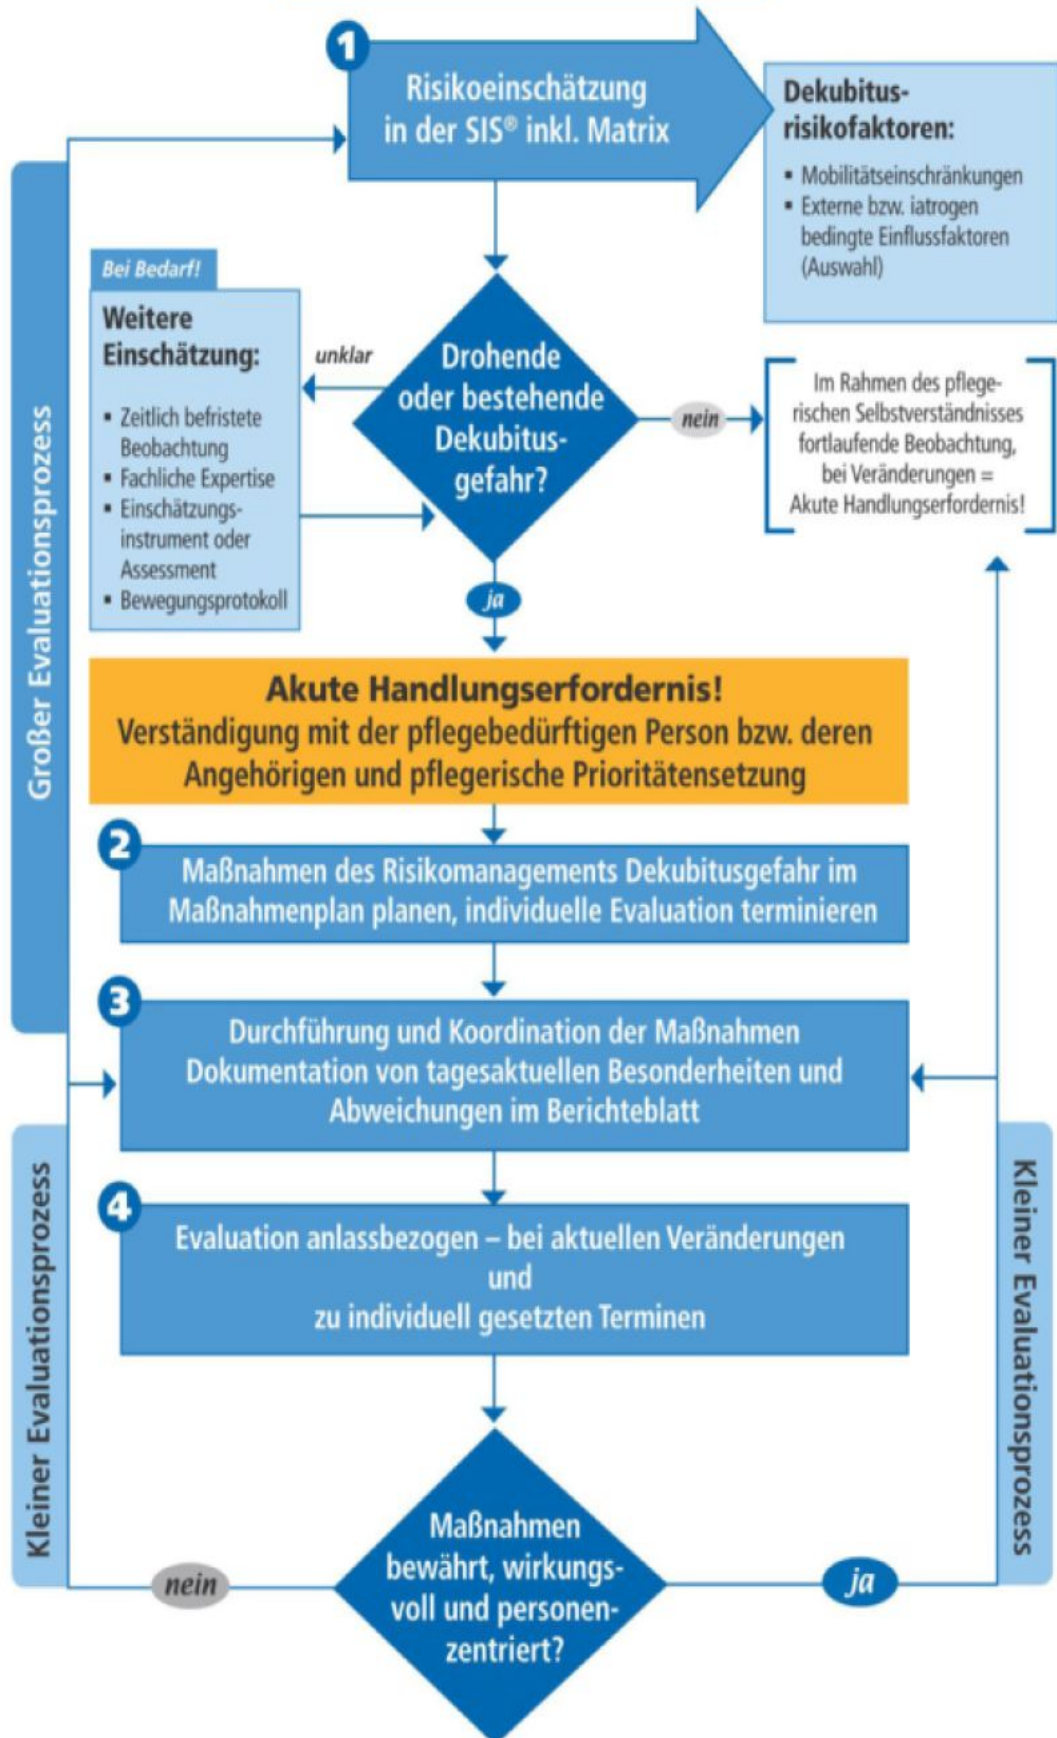 1
Risikoeinschätzung
in der SIS® inkl. Matrix
Dekubitus-
risikofaktoren:
▪ Mobilitätseinschränkungen
▪ Externe bzw. iatrogen
bedingte Einflussfaktoren
(Auswahl)
Großer Evaluationsprozess
Bei Bedarf!
Weitere
Einschätzung:
▪ Zeitlich befristete
Beobachtung
▪ Fachliche Expertise
▪ Einschätzungs-
instrument oder
Assessment
▪ Bewegungsprotokoll
unklar
Drohende
oder bestehende
Dekubitus-
gefahr?
nein
Im Rahmen des pflege-
rischen Selbstverständnisses
fortlaufende Beobachtung,
bei Veränderungen =
Akute Handlungserfordernis!
ja
Akute Handlungserfordernis!
Verständigung mit der pflegebedürftigen Person bzw. deren
Angehörigen und pflegerische Prioritätensetzung
2
Maßnahmen des Risikomanagements Dekubitusgefahr im
Maßnahmenplan planen, individuelle Evaluation terminieren
3
Durchführung und Koordination der Maßnahmen
Dokumentation von tagesaktuellen Besonderheiten und
Abweichungen im Berichteblatt
Kleiner Evaluationsprozess
4
Evaluation anlassbezogen – bei aktuellen Veränderungen
und
zu individuell gesetzten Terminen
Kleiner Evaluationsprozess
Maßnahmen
bewährt, wirkungs-
voll und personen-
zentriert?
nein
ja